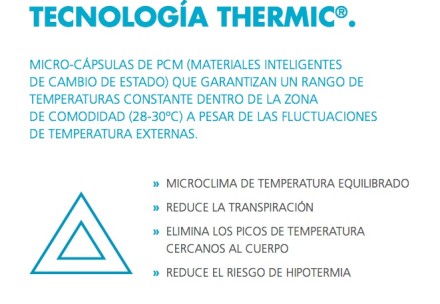 TECNOLOGÍA THERMIC®.
MICRO-CÁPSULAS DE PCM (MATERIALES INTELIGENTES
DE CAMBIO DE ESTADO) QUE GARANTIZAN UN RANGO DE
TEMPERATURAS CONSTANTE DENTRO DE LA ZONA
DE COMODIDAD (28-30ºC) A PESAR DE LAS FLUCTUACIONES
DE TEMPERATURA EXTERNAS.
» MICROCLIMA DE TEMPERATURA EQUILIBRADO
» REDUCE LA TRANSPIRACIÓN
» ELIMINA LOS PICOS DE TEMPERATURA
CERCANOS AL CUERPO
» REDUCE EL RIESGO DE HIPOTERMIA